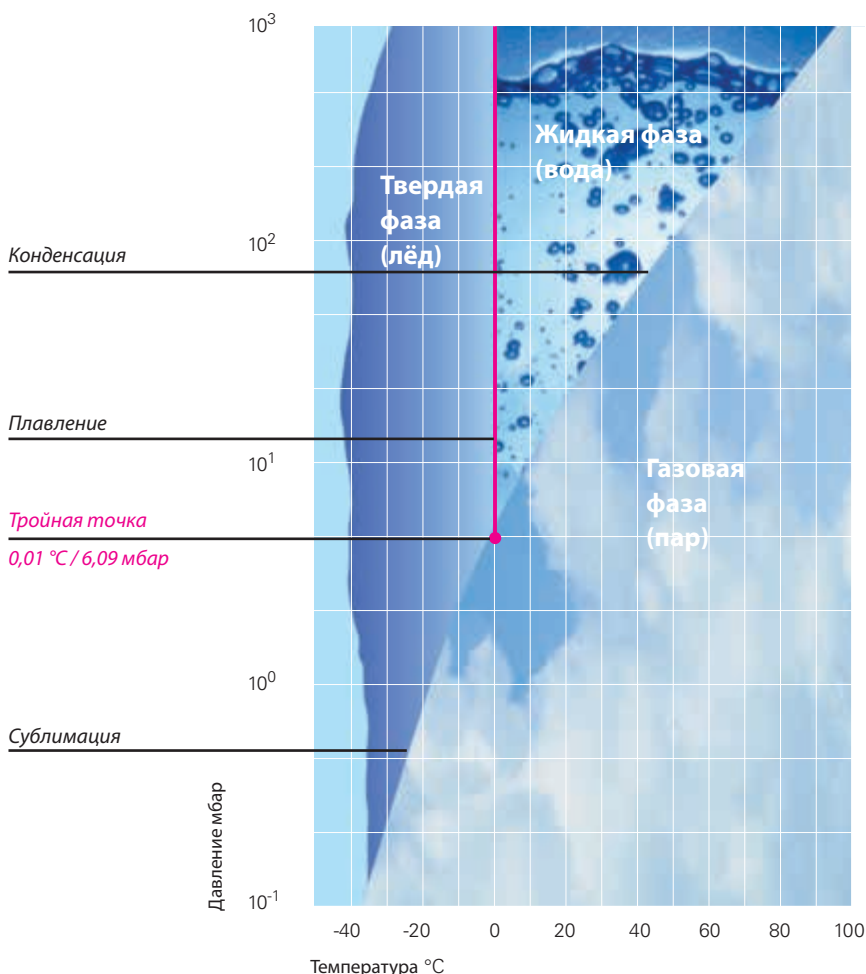 10³
Жидкая фаза
(вода)
Твердая
фаза
(лёд)
10²
Конденсация
Плавление
10¹
Газовая
фаза
(пар)
Тройная точка
0,01 °C / 6,09 мбар
10⁰
Сублимация
Давление мбар
10⁻¹
-40 -20 0 20 40 60 80 100
Температура °C